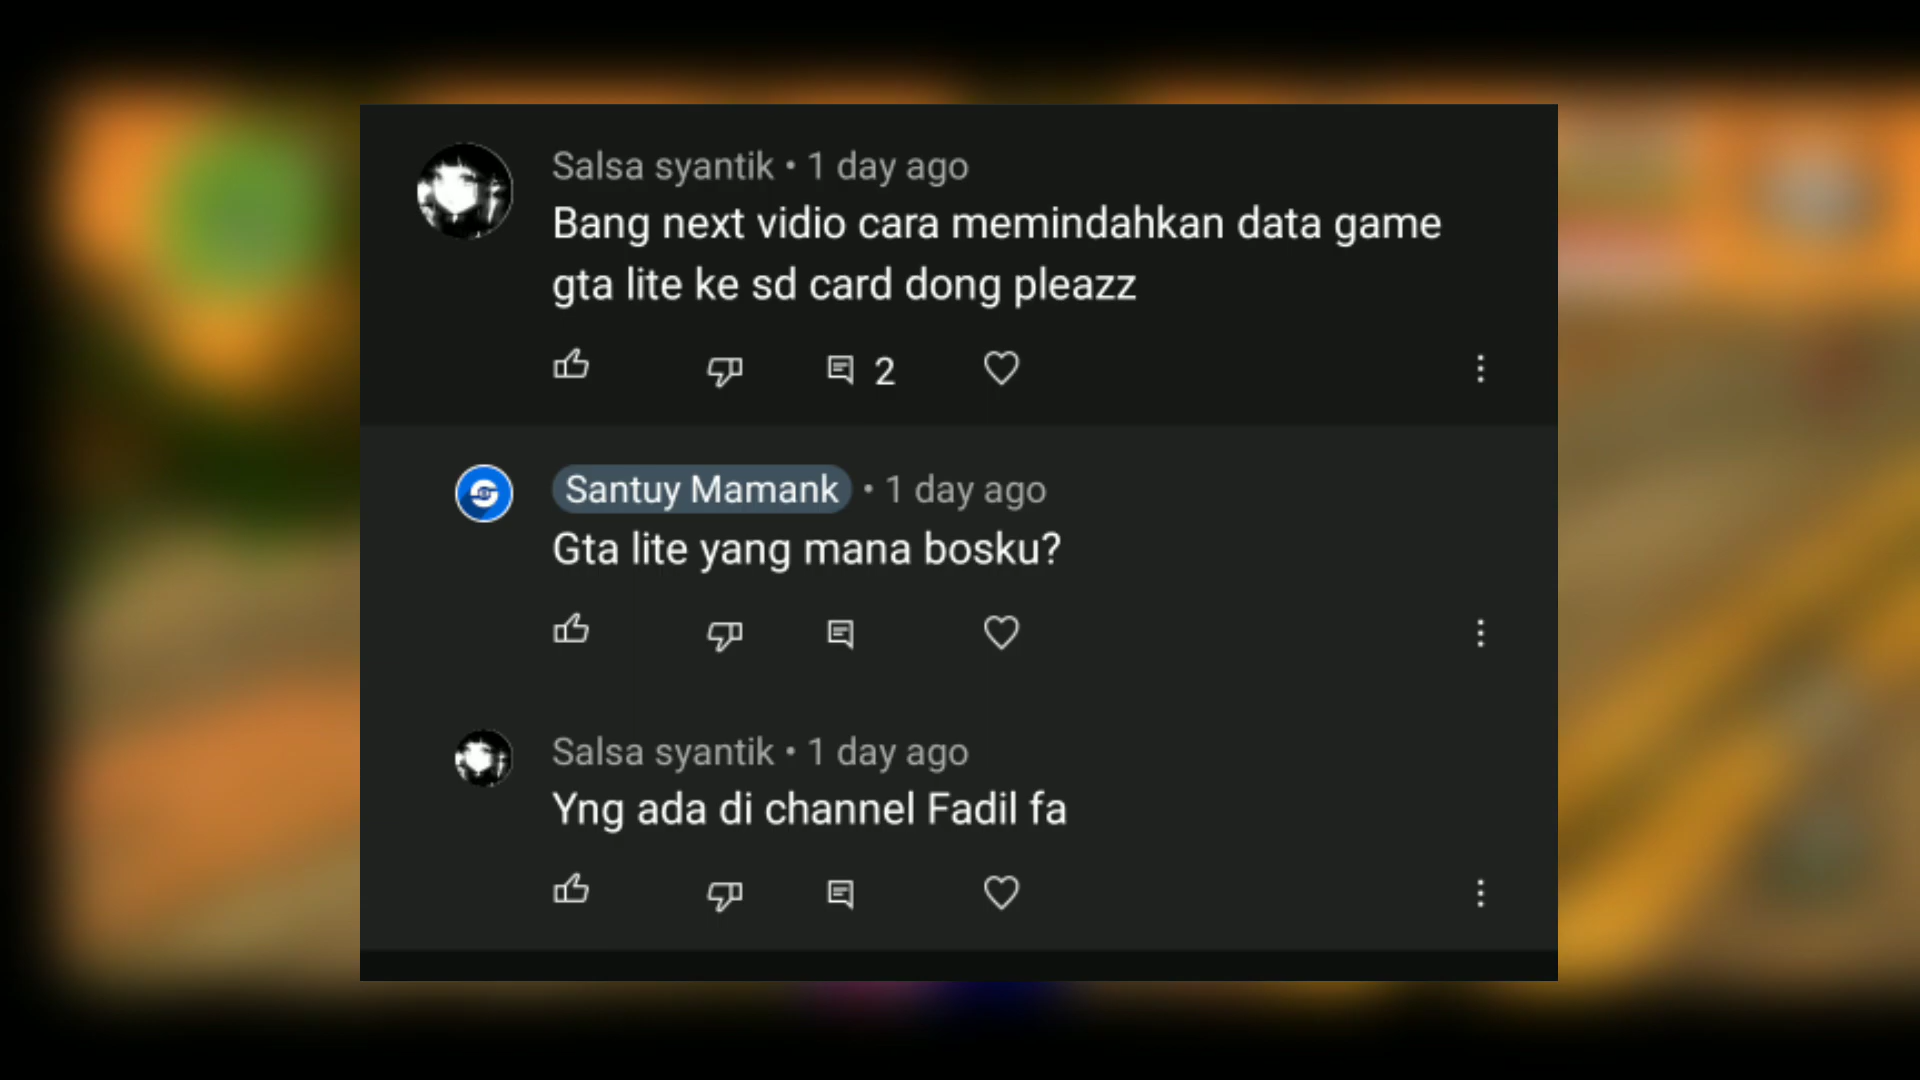 Salsa syantik • 1 day ago
Bang next vidio cara memindahkan data game
gta lite ke sd card dong pleazz
2
Santuy Mamank • 1 day ago
Gta lite yang mana bosku?
Salsa syantik • 1 day ago
Yng ada di channel Fadil fa